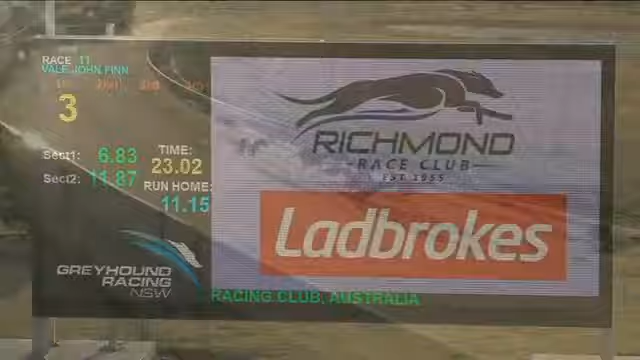 RACE 11
VALE JOHN FINN
3
Sect1: 6.83
Sect2: 11.87
TIME:
23.02
RUN HOME:
11.15
GREYHOUND
RACING
NSW
RICHMOND
RACE CLUB
EST 1955
Ladbrokes
RACING CLUB, AUSTRALIA